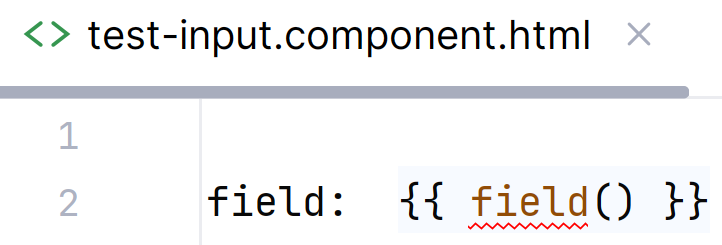 <> test-input.component.html ×
1
2 field:  {{ field() }}